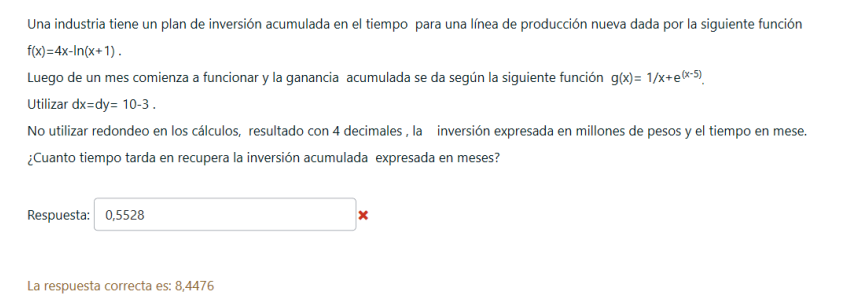 Una industria tiene un plan de inversión acumulada en el tiempo  para una línea de producción nueva dada por la siguiente función
f(x)=4x-ln(x+1) .
Luego de un mes comienza a funcionar y la ganancia  acumulada se da según la siguiente función  g(x)= 1/x+e(x-5).
Utilizar dx=dy= 10-3 .
No utilizar redondeo en los cálculos,  resultado con 4 decimales , la    inversión expresada en millones de pesos y el tiempo en mese.
¿Cuanto tiempo tarda en recupera la inversión acumulada  expresada en meses?
Respuesta: 0,5528
La respuesta correcta es: 8,4476